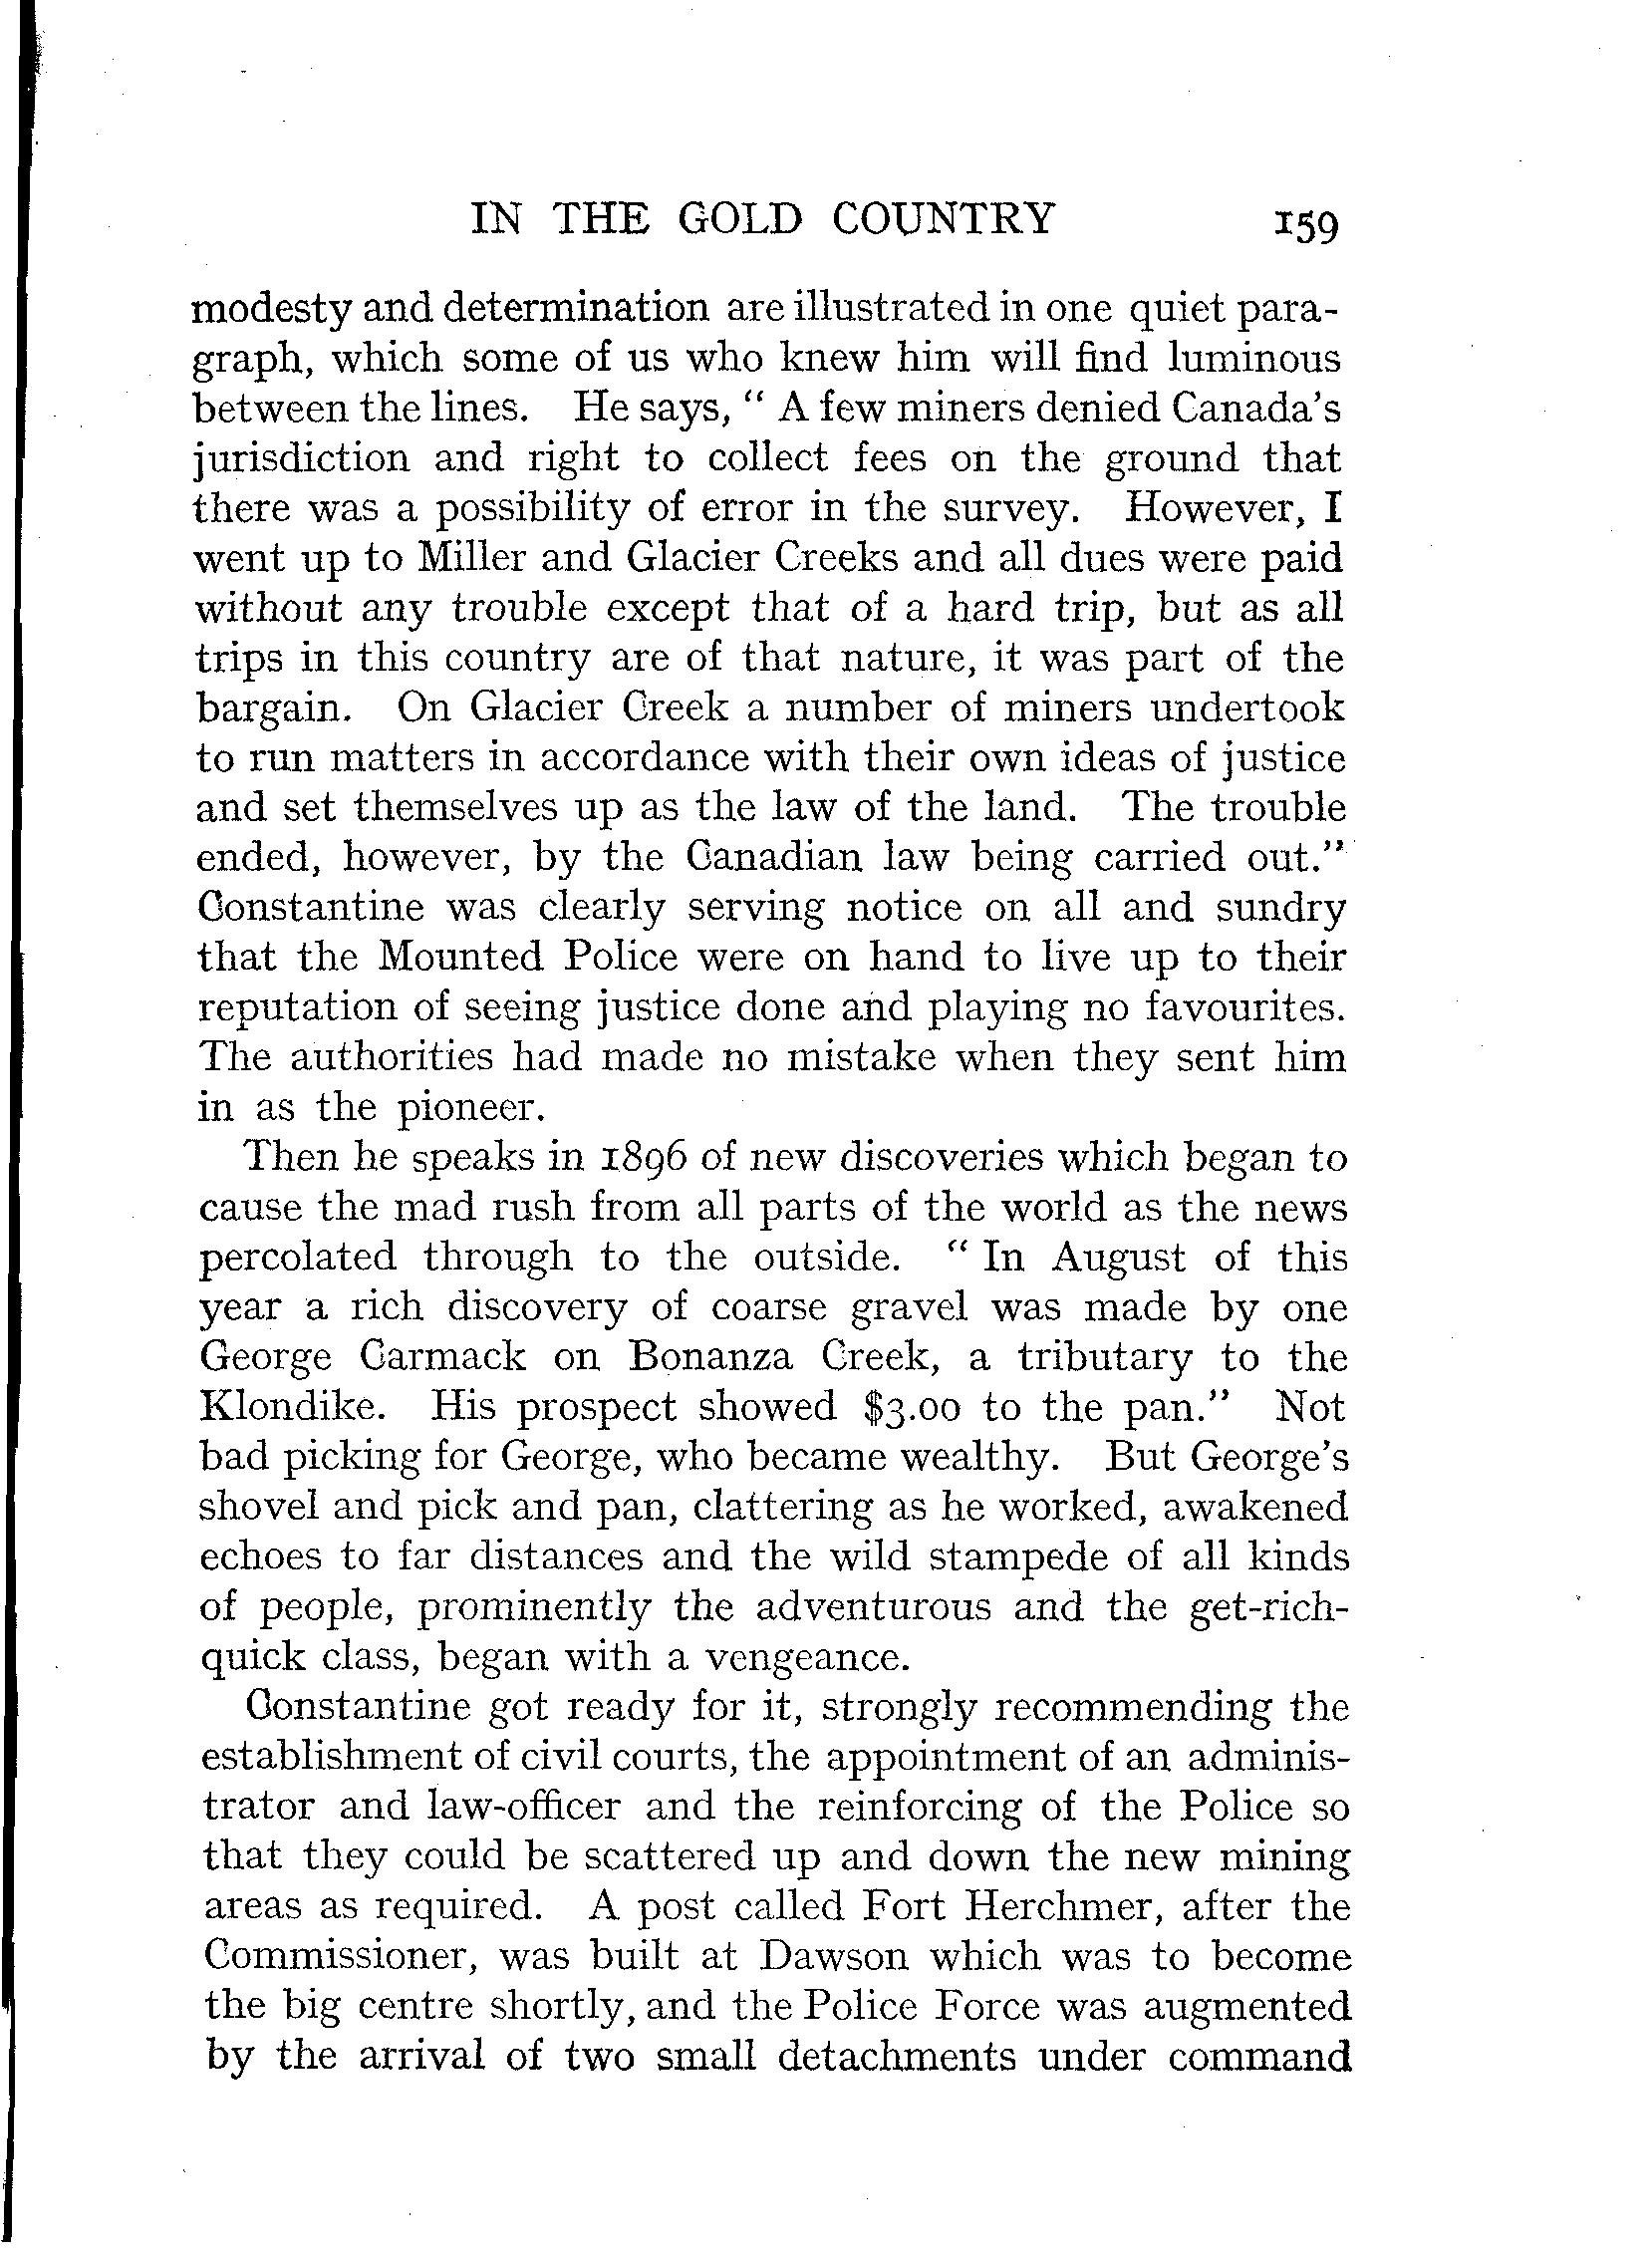 IN THE GOLD COUNTRY 159
modesty and determination are illustrated in one quiet para-
graph, which some of us who knew him will find luminous
between the lines. He says, " A few miners denied Canada's
jurisdiction and right to collect fees on the ground that
there was a possibility of error in the survey. However, I
went up to Miller and Glacier Creeks and all dues were paid
without any trouble except that of a hard trip, but as all
trips in this country are of that nature, it was part of the
bargain. On Glacier Creek a number of miners undertook
to run matters in accordance with their own ideas of justice
and set themselves up as the law of the land. The trouble
ended, however, by the Canadian law being carried out."
Constantine was clearly serving notice on all and sundry
that the Mounted Police were on hand to live up to their
reputation of seeing justice done and playing no favourites.
The authorities had made no mistake when they sent him
in as the pioneer.
Then he speaks in 1896 of new discoveries which began to
cause the mad rush from all parts of the world as the news
percolated through to the outside. " In August of this
year a rich discovery of coarse gravel was made by one
George Carmack on Bonanza Creek, a tributary to the
Klondike. His prospect showed $3.00 to the pan." Not
bad picking for George, who became wealthy. But George's
shovel and pick and pan, clattering as he worked, awakened
echoes to far distances and the wild stampede of all kinds
of people, prominently the adventurous and the get-rich-
quick class, began with a vengeance.
Constantine got ready for it, strongly recommending the
establishment of civil courts, the appointment of an adminis-
trator and law-officer and the reinforcing of the Police so
that they could be scattered up and down the new mining
areas as required. A post called Fort Herchmer, after the
Commissioner, was built at Dawson which was to become
the big centre shortly, and the Police Force was augmented
by the arrival of two small detachments under command